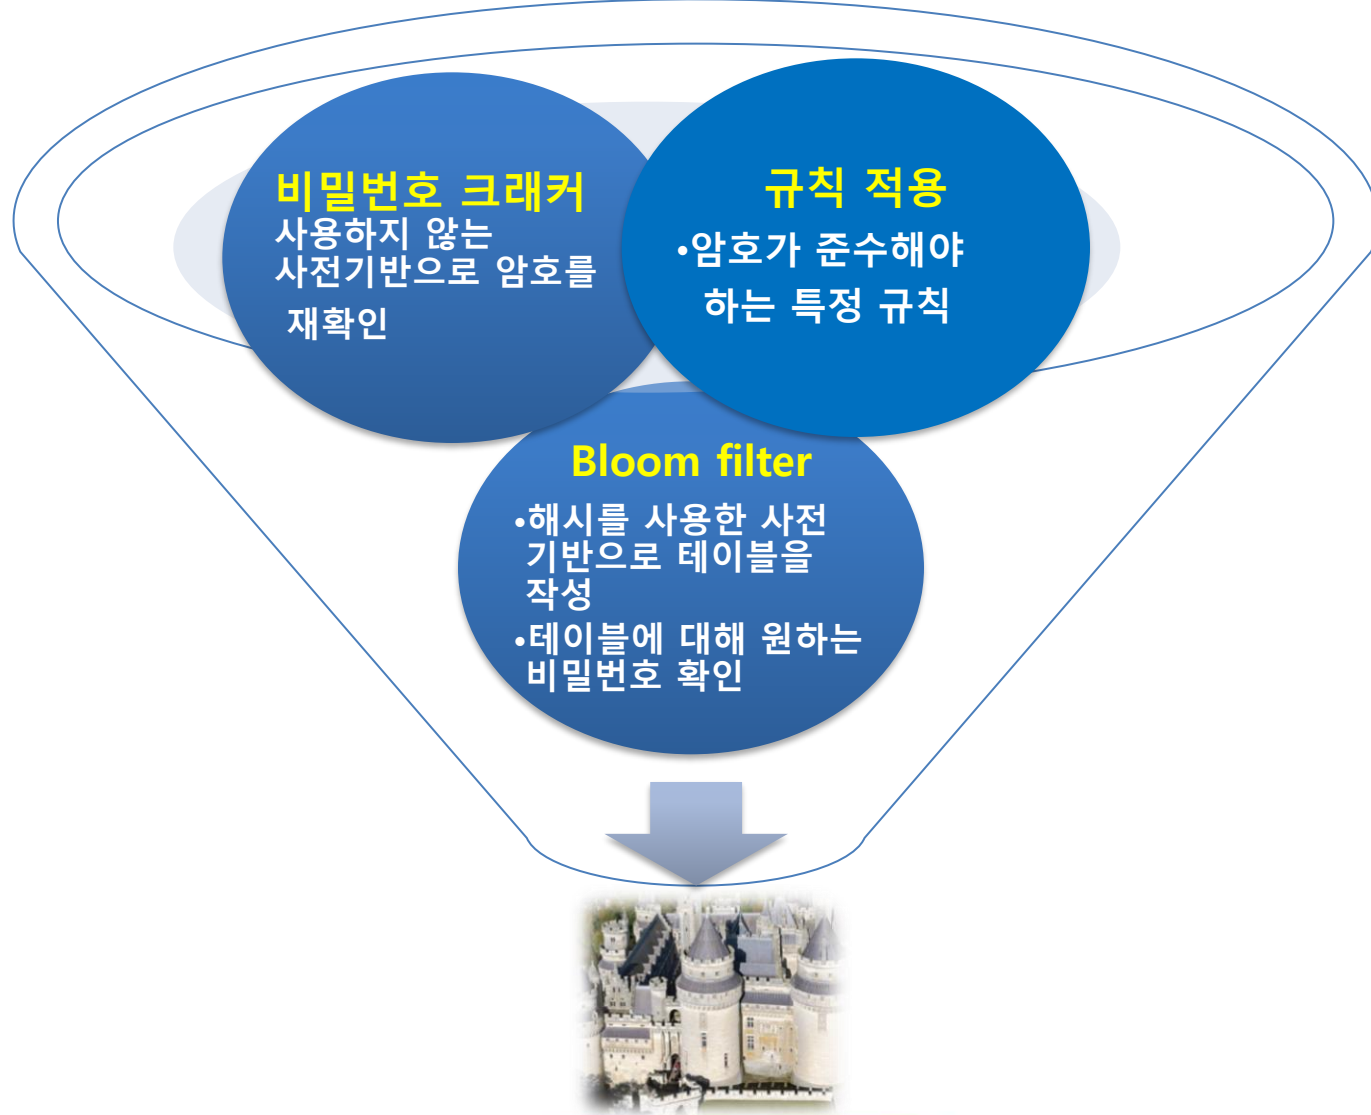 비밀번호 크래커
사용하지 않는
사전기반으로 암호를
재확인
규칙 적용
•암호가 준수해야
하는 특정 규칙
Bloom filter
•해시를 사용한 사전
기반으로 테이블을
작성
•테이블에 대해 원하는
비밀번호 확인